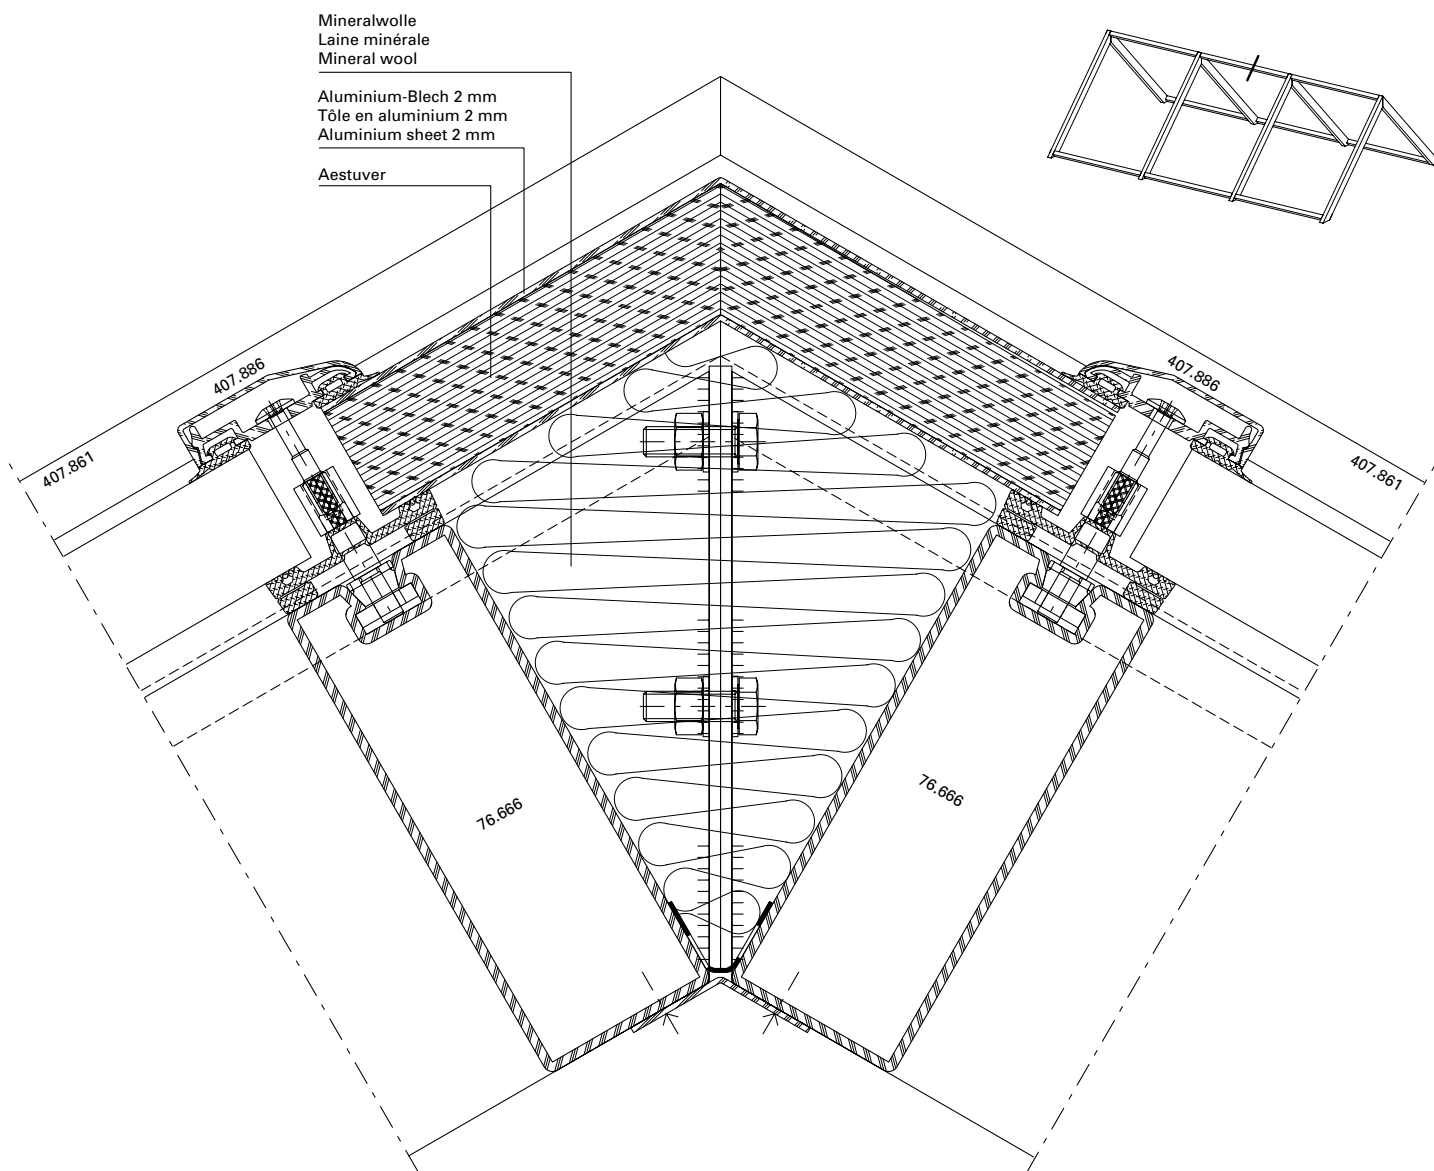 Mineralwolle
Laine minérale
Mineral wool
Aluminium-Blech 2 mm
Tôle en aluminium 2 mm
Aluminium sheet 2 mm
Aestuver
407.886
407.886
407.861
407.861
76.666
76.666